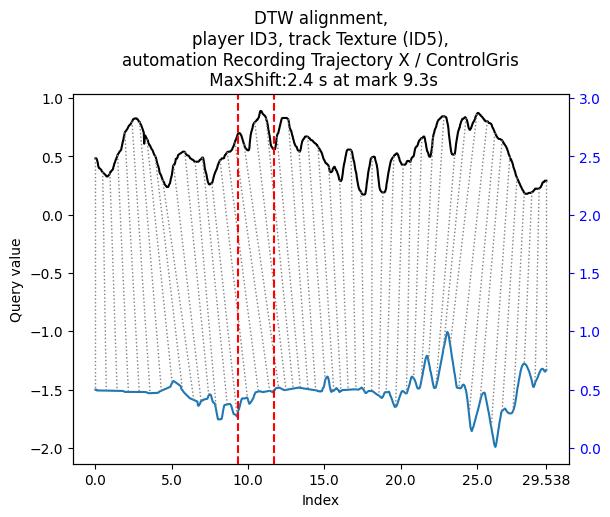 DTW alignment,
player ID3, track Texture (ID5),
automation Recording Trajectory X / ControlGris
MaxShift:2.4 s at mark 9.3s
1.0
0.5
0.0
−0.5
−1.0
−1.5
−2.0
Query value
3.0
2.5
2.0
1.5
1.0
0.5
0.0
0.0 5.0 10.0 15.0 20.0 25.0 29.538
Index